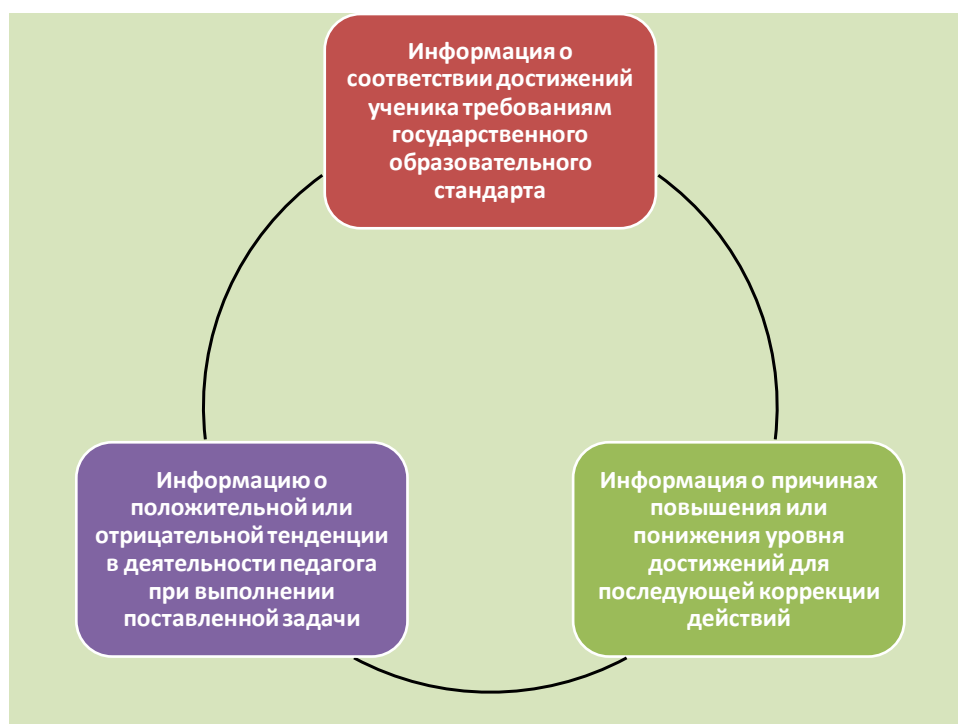 Информация о
соответствии достижений
ученика требованиям
государственного
образовательного
стандарта
Информацию о
положительной или
отрицательной тенденции
в деятельности педагога
при выполнении
поставленной задачи
Информация о причинах
повышения или
понижения уровня
достижений для
последующей коррекции
действий